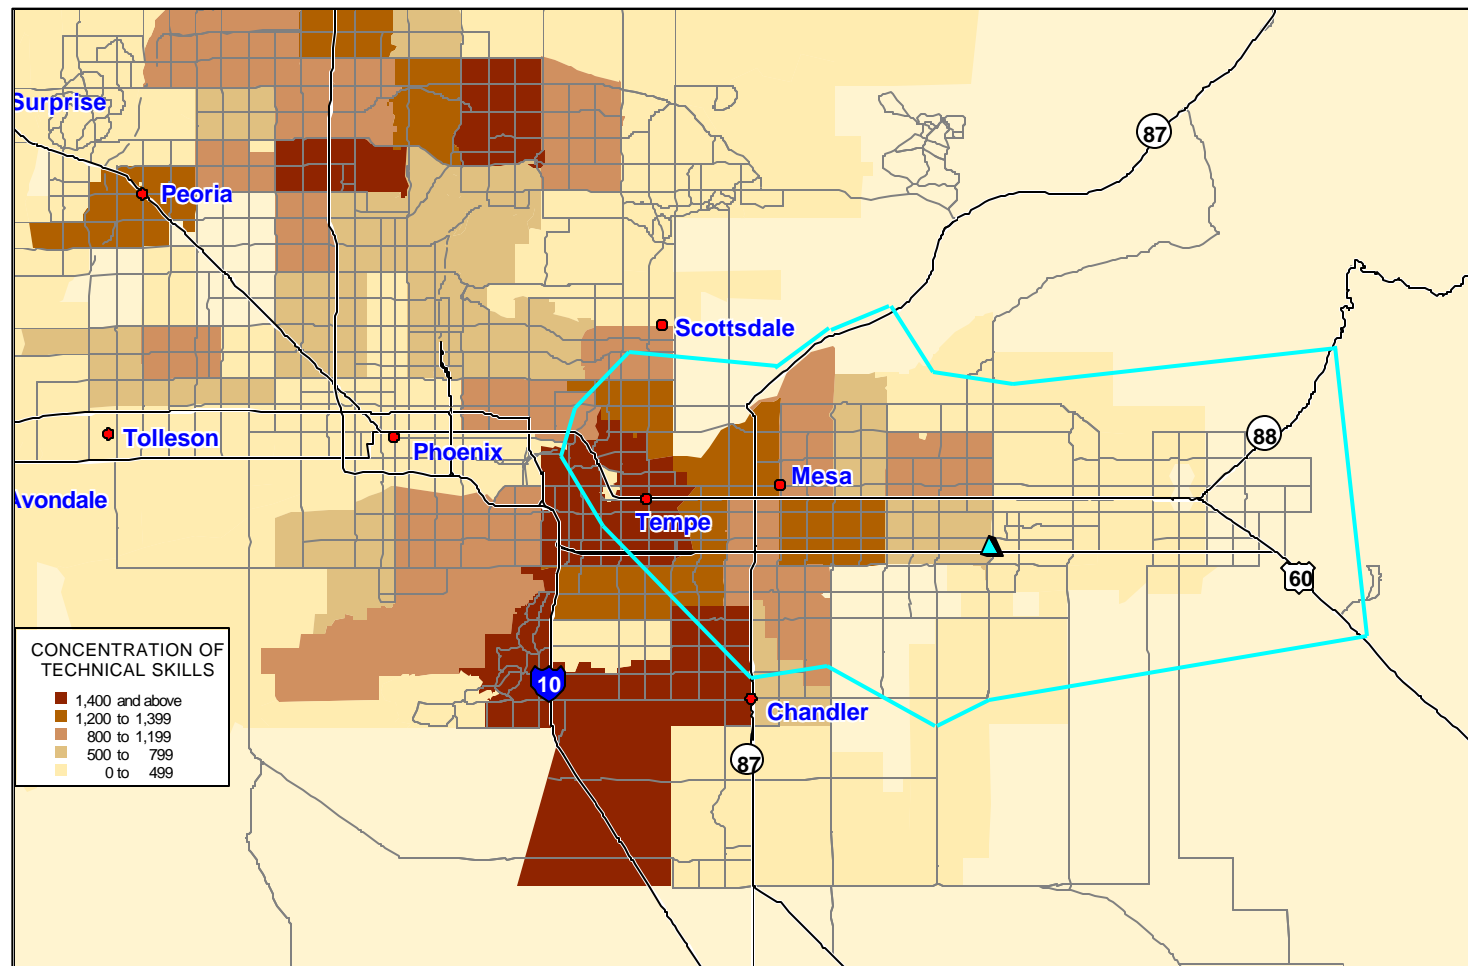 Surprise
87
Peoria
Scottsdale
Tolleson
Phoenix
88
Mesa
Avondale
Tempe
60
CONCENTRATION OF
TECHNICAL SKILLS
1,400 and above
1,200 to 1,399
800 to 1,199
500 to 799
0 to 499
10
Chandler
87